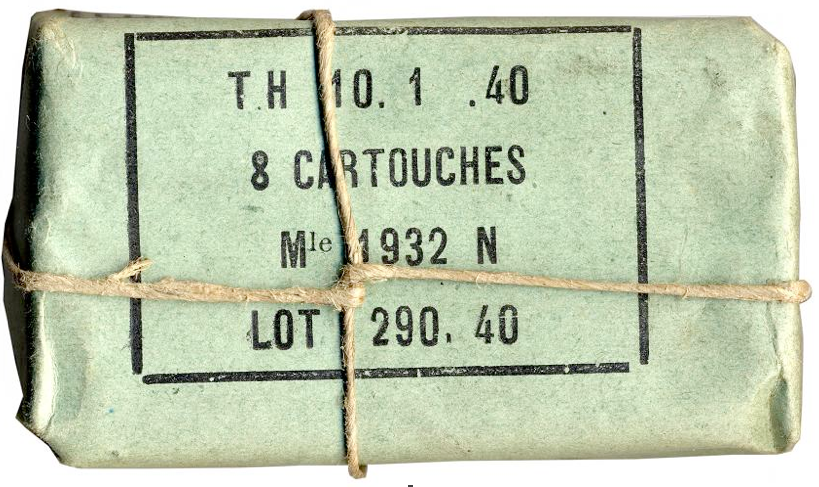 T.H 10. 1 .40
8 CARTOUCHES
Mle 1932 N
LOT 290. 40